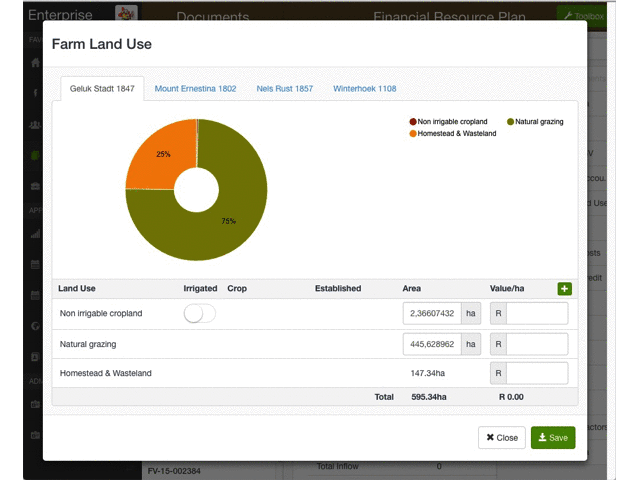 Enterprise
Documents
Financial Resource Plan
Toolbox
FAV
Farm Land Use
Geluk Stadt 1847
Mount Ernestina 1802
Nels Rust 1857
Winterhoek 1108
Non irrigable cropland
Natural grazing
Homestead & Wasteland
25%
75%
Land Use Irrigated Crop Established Area Value/ha
Non irrigable cropland 2,36607432 ha R
Natural grazing 445,628962 ha R
Homestead & Wasteland 147.34ha R
Total 595.34ha R 0.00
Close
Save
FV-15-002384
Total Inflow 0